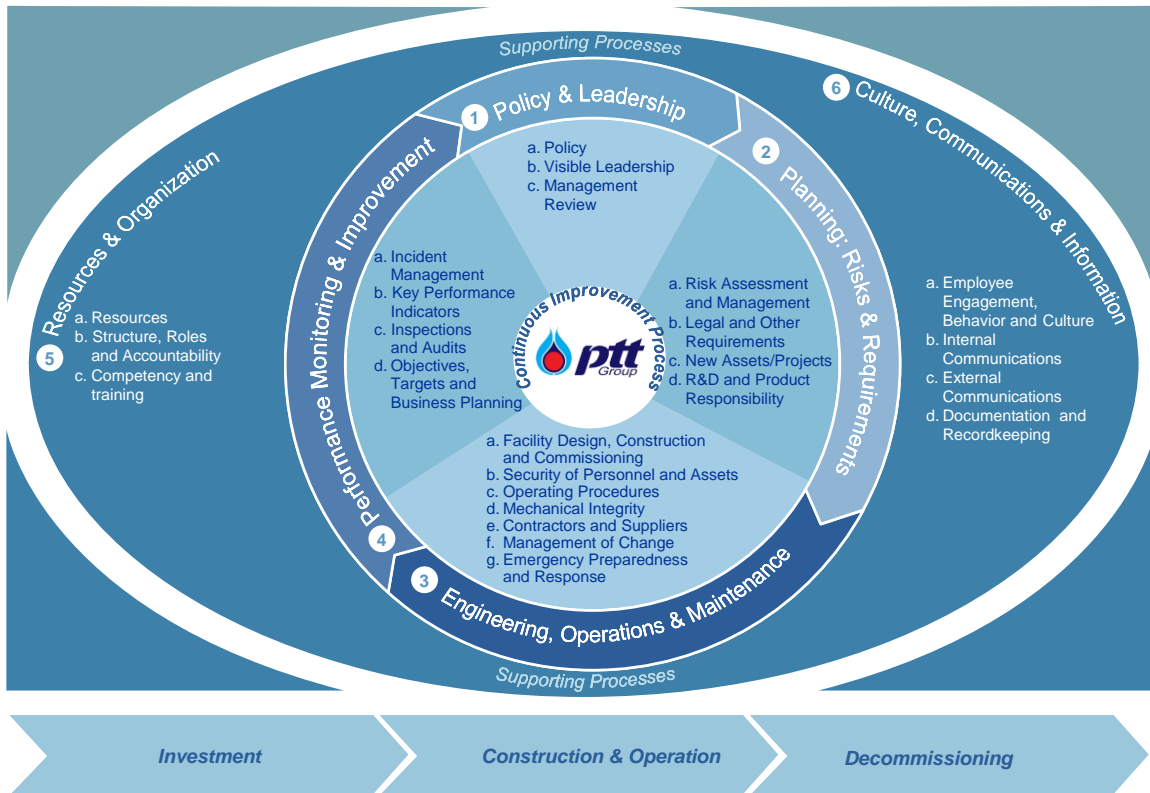 Supporting Processes
1 Policy & Leadership
a. Policy
b. Visible Leadership
c. Management
Review
2 Planning: Risks & Requirements
a. Risk Assessment
and Management
b. Legal and Other
Requirements
c. New Assets/Projects
d. R&D and Product
Responsibility
3 Engineering, Operations & Maintenance
a. Facility Design, Construction
and Commissioning
b. Security of Personnel and Assets
c. Operating Procedures
d. Mechanical Integrity
e. Contractors and Suppliers
f. Management of Change
g. Emergency Preparedness
and Response
4 Performance Monitoring & Improvement
a. Incident
Management
b. Key Performance
Indicators
c. Inspections
and Audits
d. Objectives,
Targets and
Business Planning
Continuous Improvement Process
ptt
Group
5 Resources & Organization
a. Resources
b. Structure, Roles
and Accountability
c. Competency and
training
6 Culture, Communications & Information
a. Employee
Engagement,
Behavior and Culture
b. Internal
Communications
c. External
Communications
d. Documentation and
Recordkeeping
Supporting Processes
Investment
Construction & Operation
Decommissioning